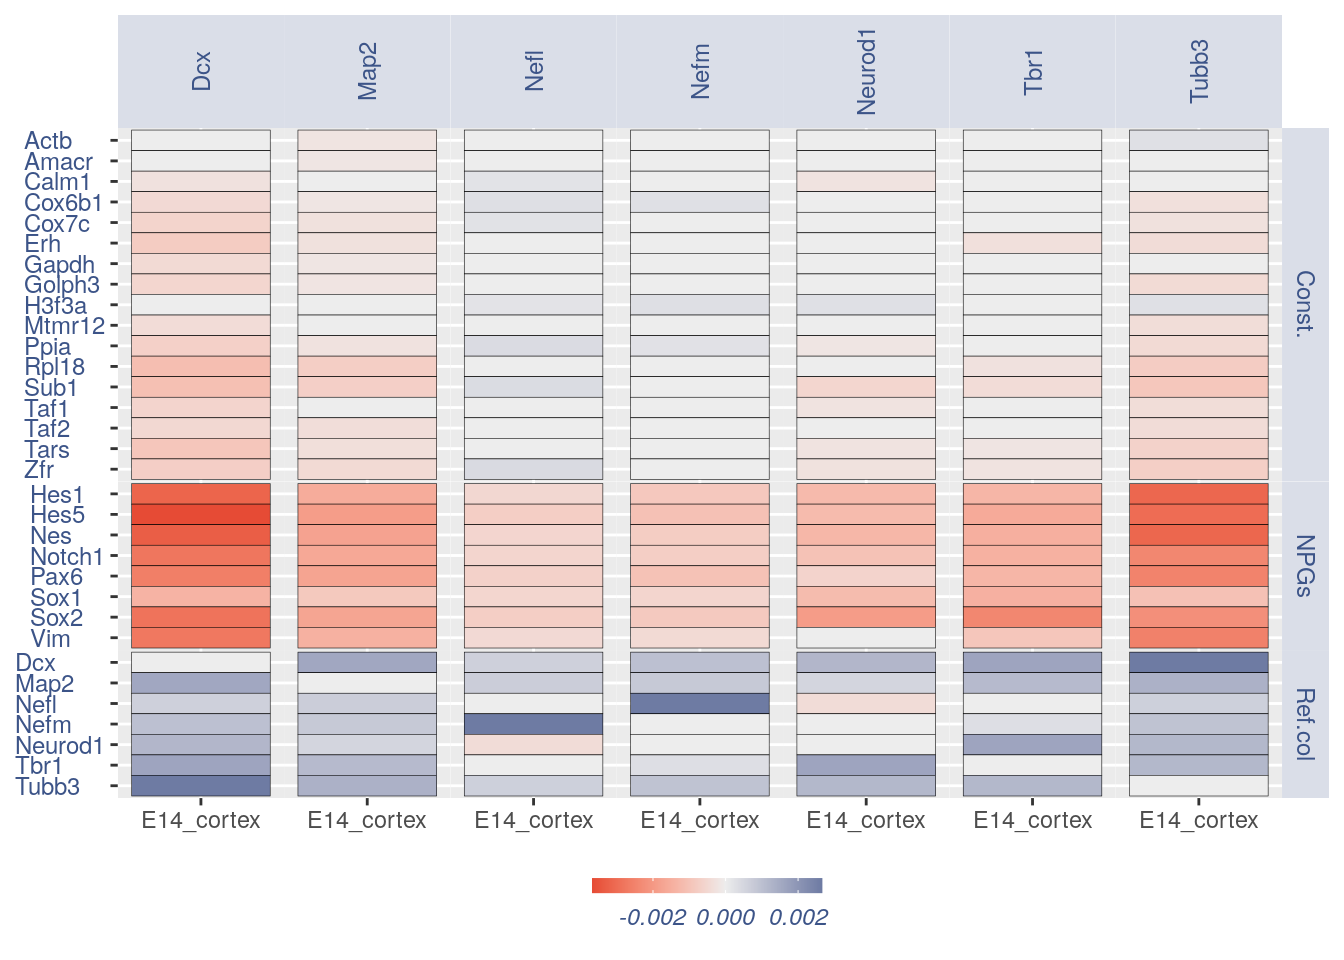 Dcx Map2 Nefl Nefm Neurod1 Tbr1 Tubb3
Actb
Amacr
Calm1
Cox6b1
Cox7c
Erh
Gapdh
Golph3
H3f3a
Mtmr12
Ppia
Rpl18
Sub1
Taf1
Taf2
Tars
Zfr
Const.
Hes1
Hes5
Nes
Notch1
Pax6
Sox1
Sox2
Vim
NPGs
Dcx
Map2
Nefl
Nefm
Neurod1
Tbr1
Tubb3
Ref.col
E14_cortex E14_cortex E14_cortex E14_cortex E14_cortex E14_cortex E14_cortex
-0.002 0.000 0.002